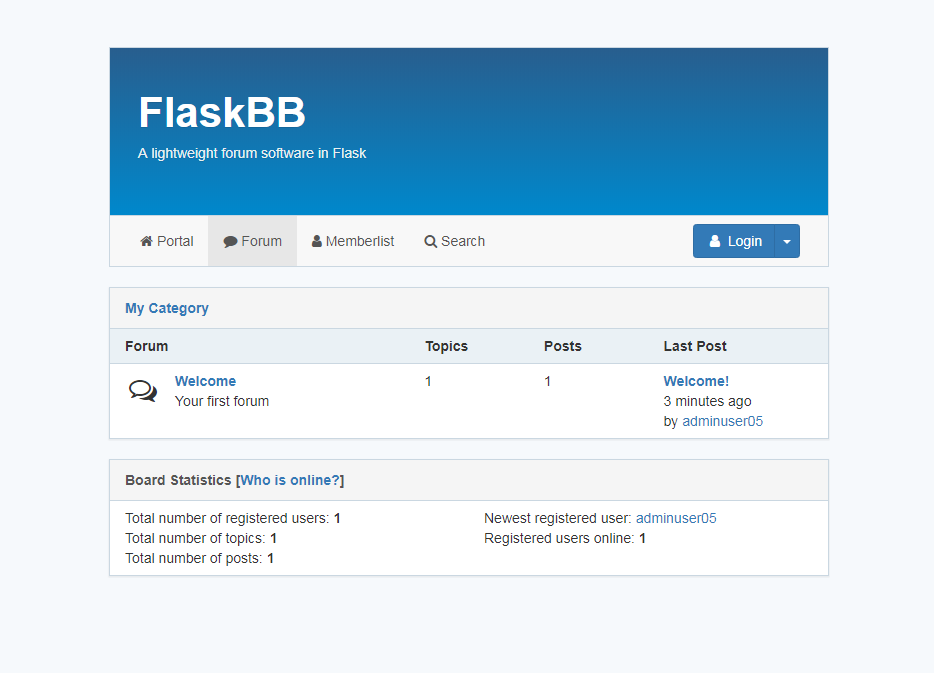 FlaskBB
A lightweight forum software in Flask
Portal Forum Memberlist Search Login
My Category
Forum Topics Posts Last Post
Welcome 1 1 Welcome!
Your first forum 3 minutes ago
by adminuser05
Board Statistics [Who is online?]
Total number of registered users: 1 Newest registered user: adminuser05
Total number of topics: 1 Registered users online: 1
Total number of posts: 1